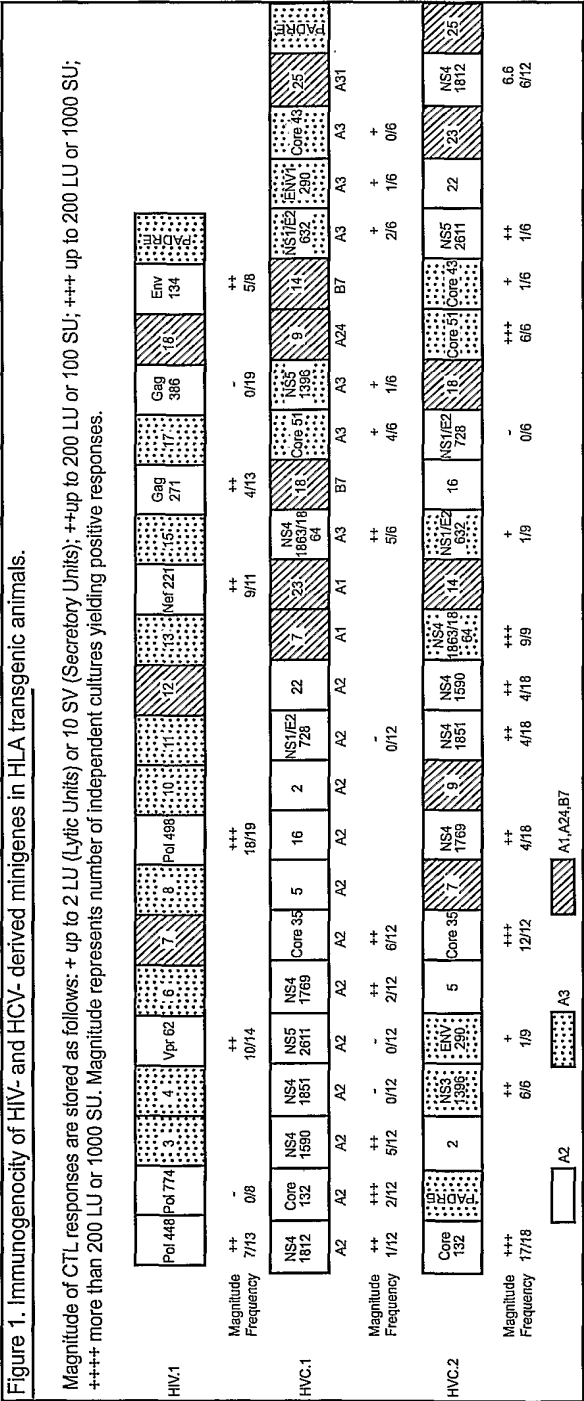 Figure 1. Immunogenocity of HIV- and HCV- derived minigenes in HLA transgenic animals.
Magnitude of CTL responses are stored as follows: + up to 2 LU (Lytic Units) or 10 SV (Secretory Units); ++up to 20 LU or 100 SU; +++ up to 200 LU or 1000 SU;
++++ more than 200 LU or 1000 SU. Magnitude represents number of independent cultures yielding positive responses.
HIV.1 Pol 448 Pol 774 3 4 Vpr 62 6 7 8 Pol 498 10 11 12 13 Nef 221 15 Gag 271 17 Gag 386 18 Env 134 PADRE
Magnitude ++ - ++ +++ ++ ++ - ++
Frequency 7/13 0/8 10/14 18/19 9/11 4/13 0/19 5/8
HVC.1 NS4 1812 Core 132 NS4 1590 NS4 1851 NS5 2611 NS4 1769 Core 35 5 16 2 NS1/E2 728 22 7 23 NS4 1863/18 64 18 Core 51 NS5 1396 9 14 NS1/E2 632 ENV1 290 Core 43 25 PADRE
A2 A2 A2 A2 A2 A2 A2 A2 A2 A2 A2 A2 A1 A1 A3 B7 A3 A3 A24 B7 A3 A3 A3 A31
Magnitude ++ +++ ++ - - ++ ++ - ++ + + + + +
Frequency 1/12 2/12 5/12 0/12 0/12 2/12 6/12 0/12 5/6 4/6 1/6 2/6 1/6 0/6
HVC.2 Core 132 PADRE 2 NS3 1396 ENV 290 5 Core 35 7 NS4 1769 9 NS4 1851 NS4 1590 NS4 1863/18 64 14 NS1/E2 632 16 NS1/E2 728 18 Core 51 Core 43 NS5 2611 22 23 NS4 1812 25
Magnitude +++ ++ + +++ ++ ++ ++ +++ + - +++ + ++ 6.6
Frequency 17/18 6/6 1/9 12/12 4/18 4/18 4/18 9/9 1/9 0/6 6/6 1/6 1/6 6/12
A2 A3 A1,A24,B7